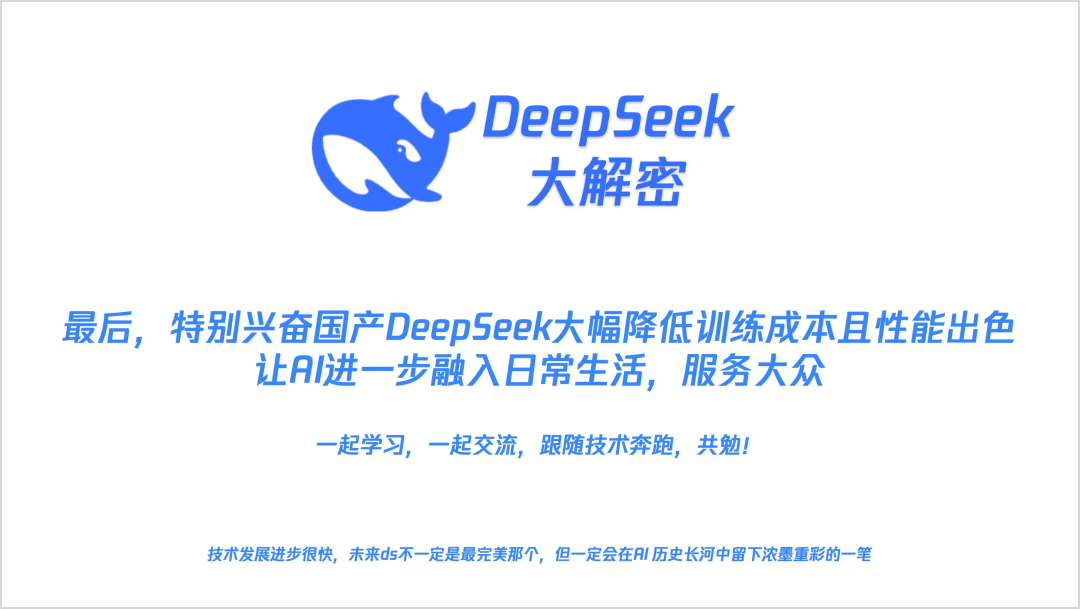 DeepSeek
大解密
最后，特别兴奋国产DeepSeek大幅降低训练成本且性能出色
让AI进一步融入日常生活，服务大众
一起学习，一起交流，跟随技术奔跑，共勉！
技术发展进步很快，未来ds不一定是最完美那个，但一定会在AI 历史长河中留下浓墨重彩的一笔